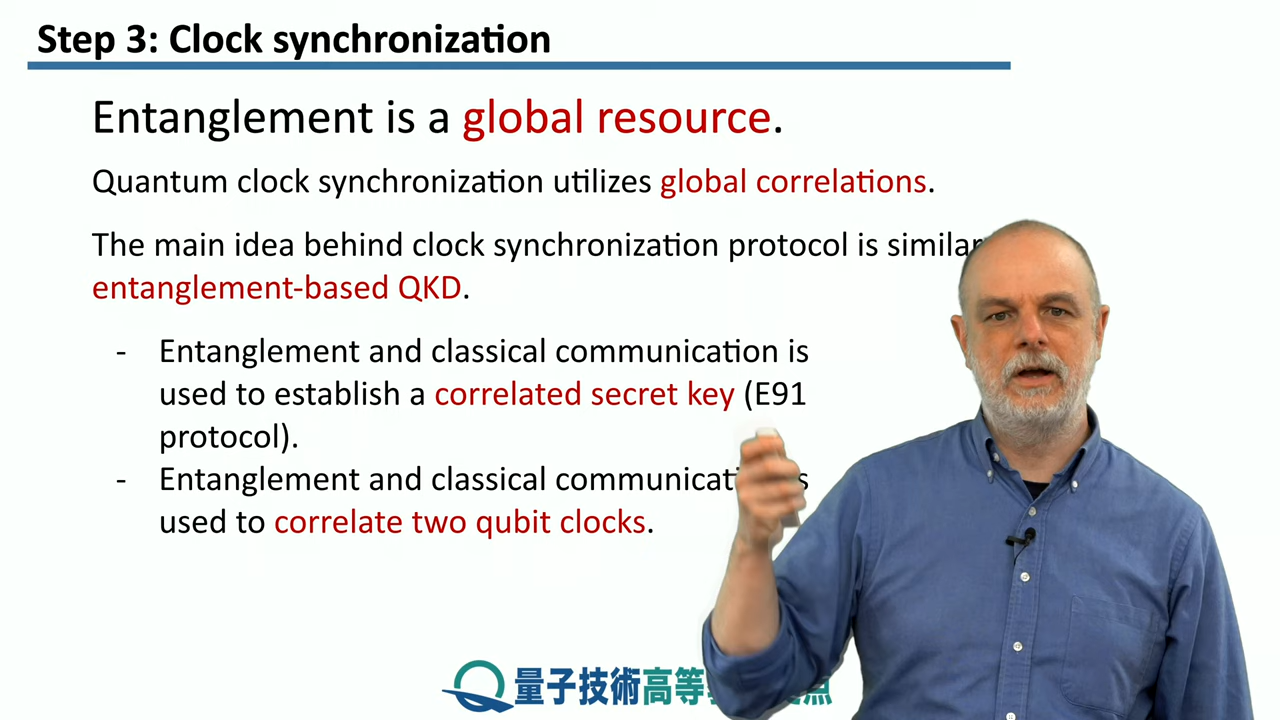 Step 3: Clock synchronization
Entanglement is a global resource.
Quantum clock synchronization utilizes global correlations.
The main idea behind clock synchronization protocol is similar
entanglement-based QKD.
- Entanglement and classical communication is
used to establish a correlated secret key (E91
protocol).
- Entanglement and classical
used to correlate two qubit clocks.
量子技術高等